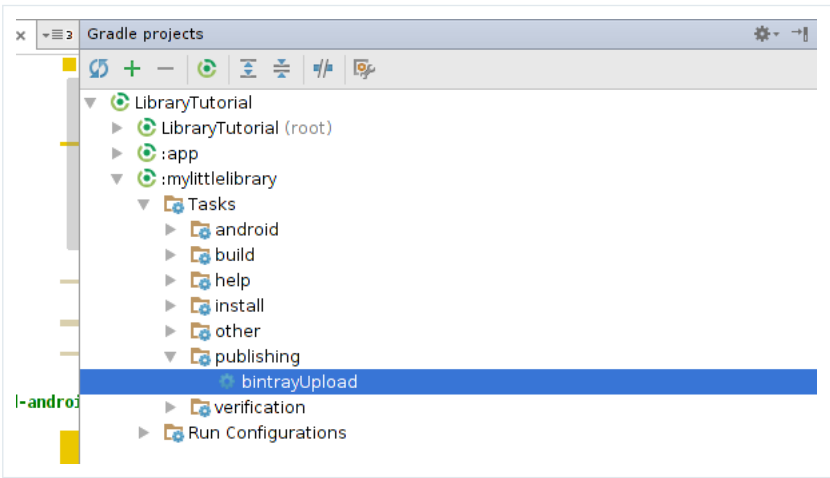 3 Gradle projects
LibraryTutorial
LibraryTutorial (root)
:app
:mylittlelibrary
Tasks
android
build
help
install
other
publishing
bintrayUpload
l-androi verification
Run Configurations